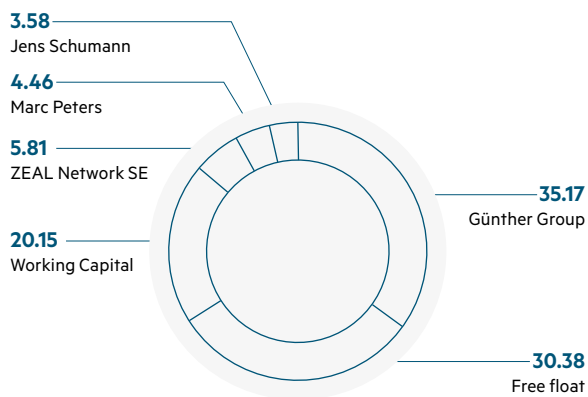 3.58
Jens Schumann
4.46
Marc Peters
5.81
ZEAL Network SE
20.15
Working Capital
35.17
Günther Group
30.38
Free float